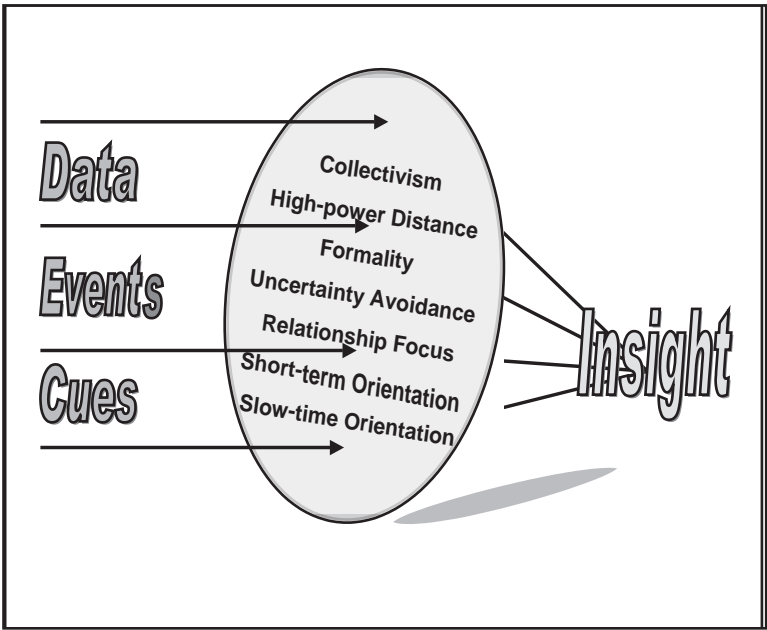 Data
Events
Cues
Collectivism
High-power Distance
Formality
Uncertainty Avoidance
Relationship Focus
Short-term Orientation
Slow-time Orientation
Insight